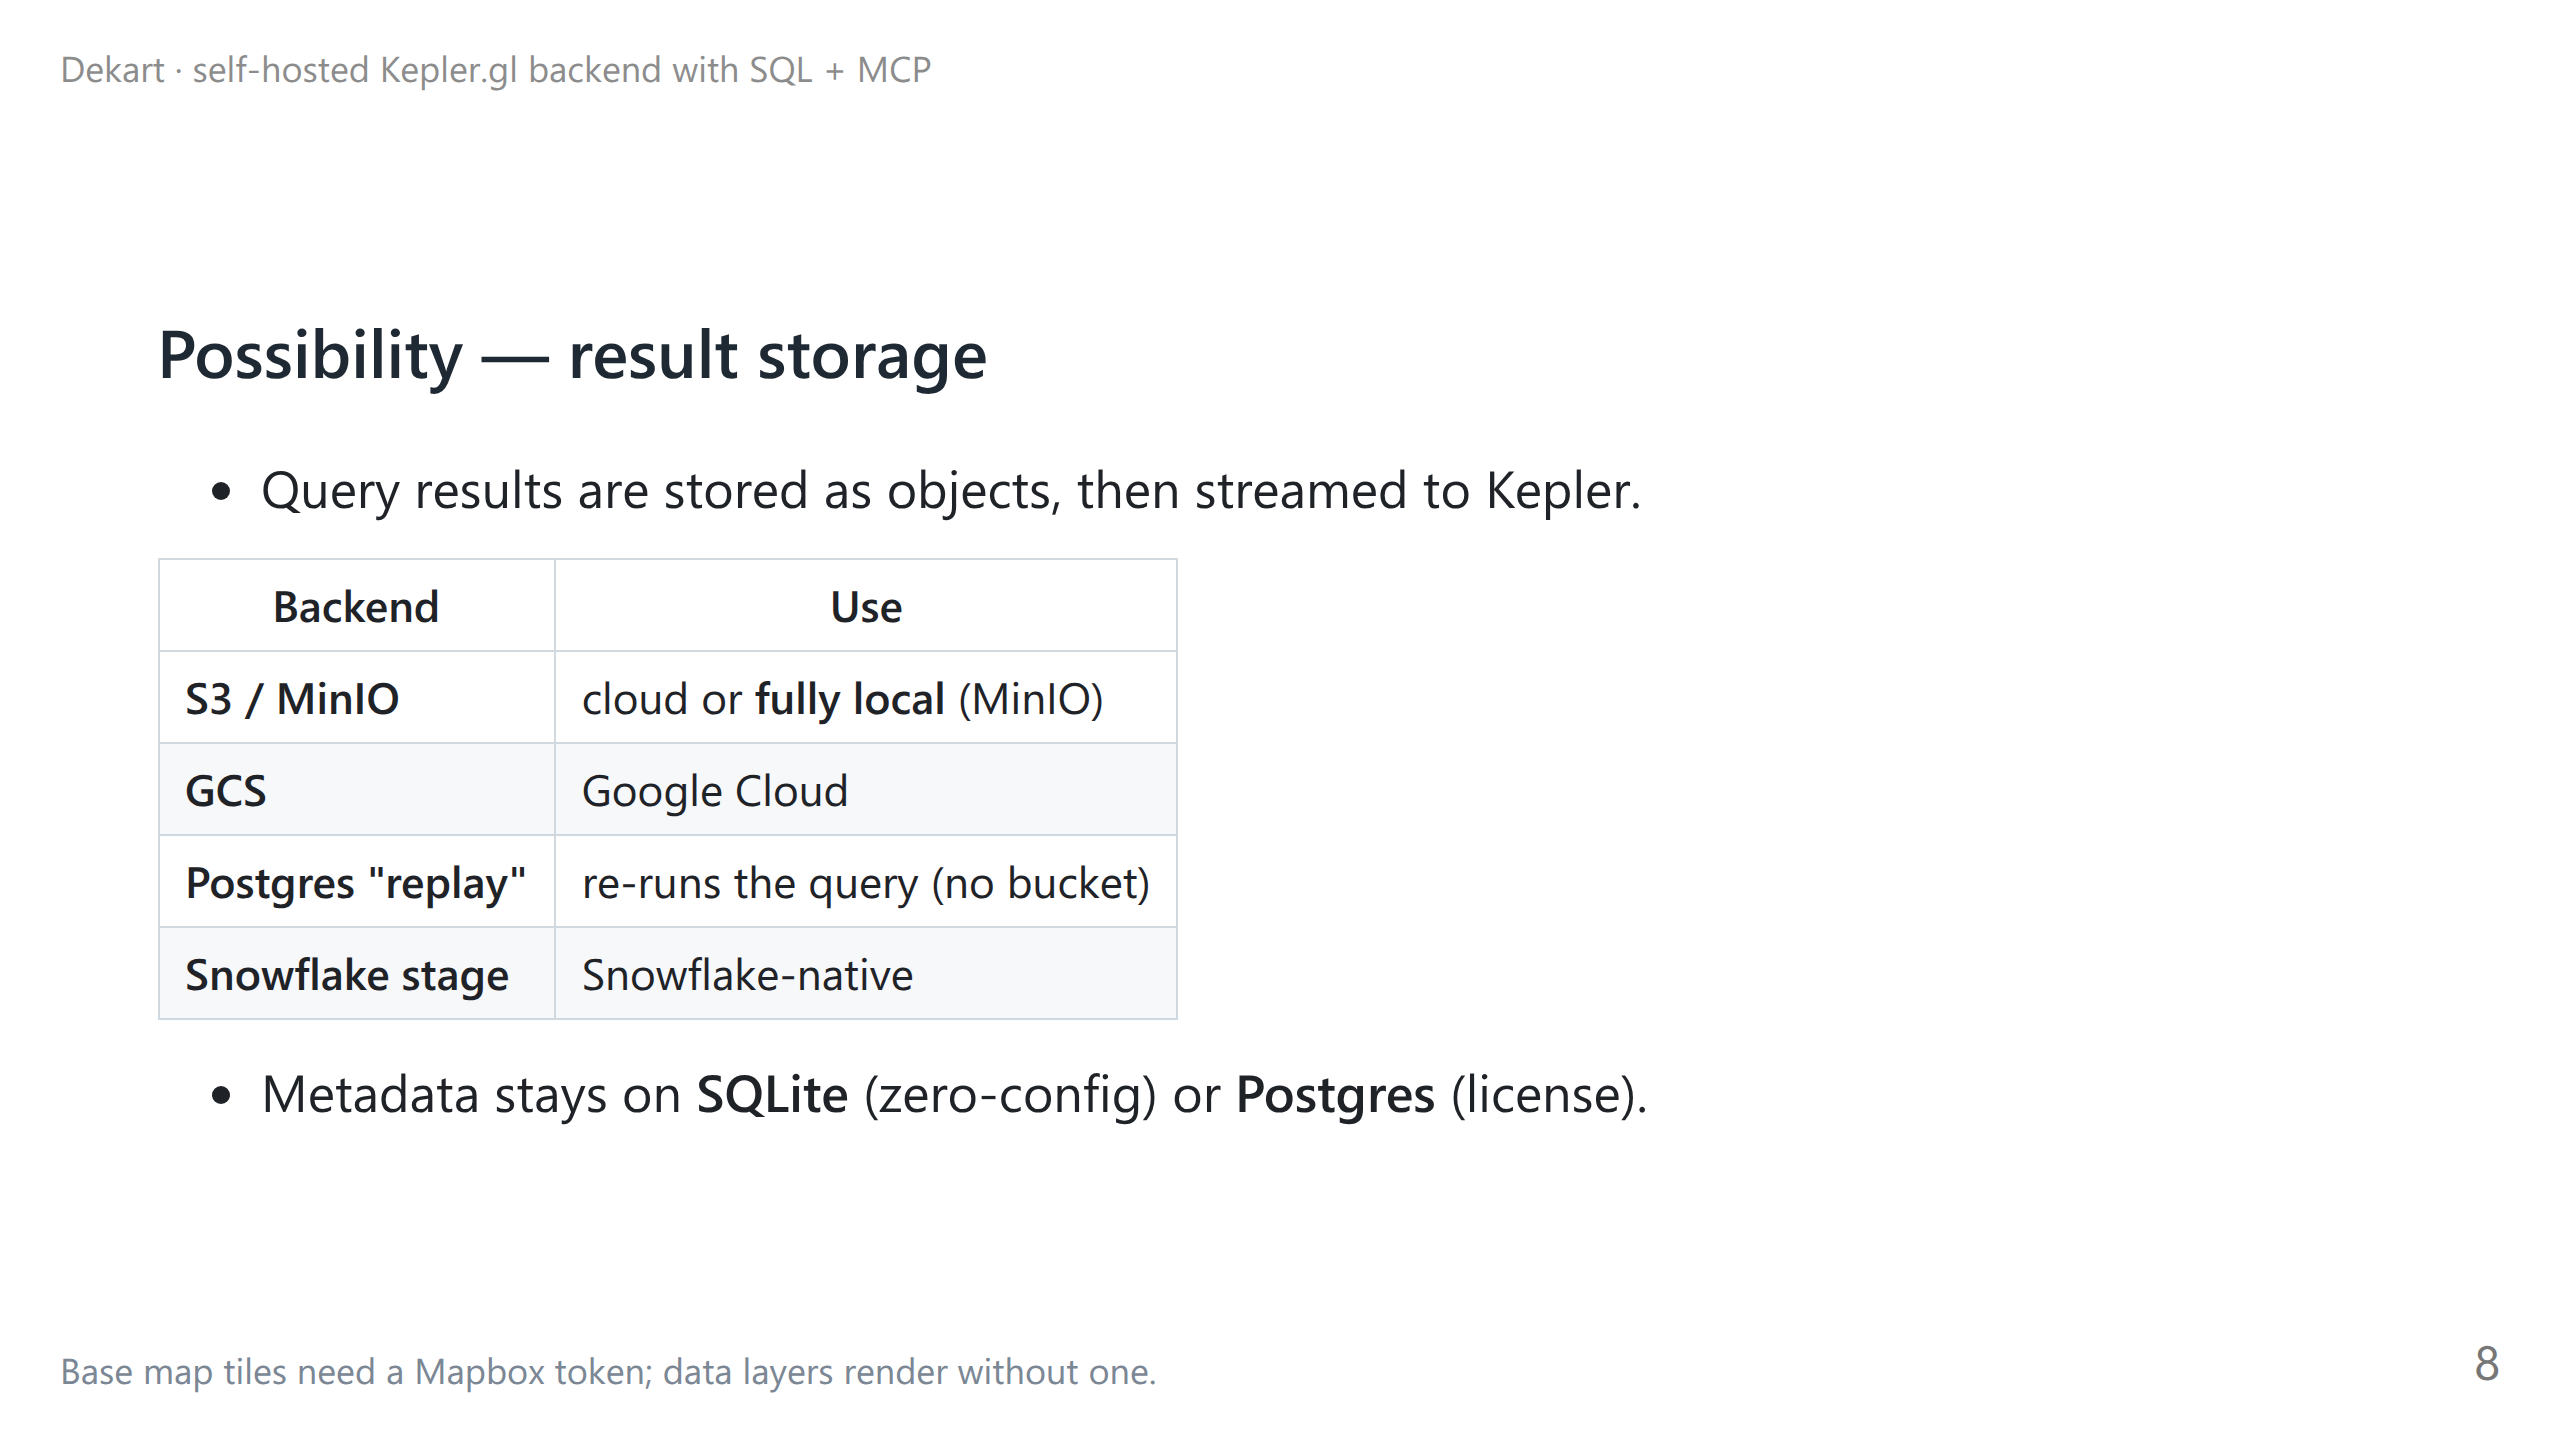 Dekart · self-hosted Kepler.gl backend with SQL + MCP
Possibility — result storage
• Query results are stored as objects, then streamed to Kepler.
Backend Use
S3 / MinIO cloud or fully local (MinIO)
GCS Google Cloud
Postgres "replay" re-runs the query (no bucket)
Snowflake stage Snowflake-native
• Metadata stays on SQLite (zero-config) or Postgres (license).
Base map tiles need a Mapbox token; data layers render without one.
8